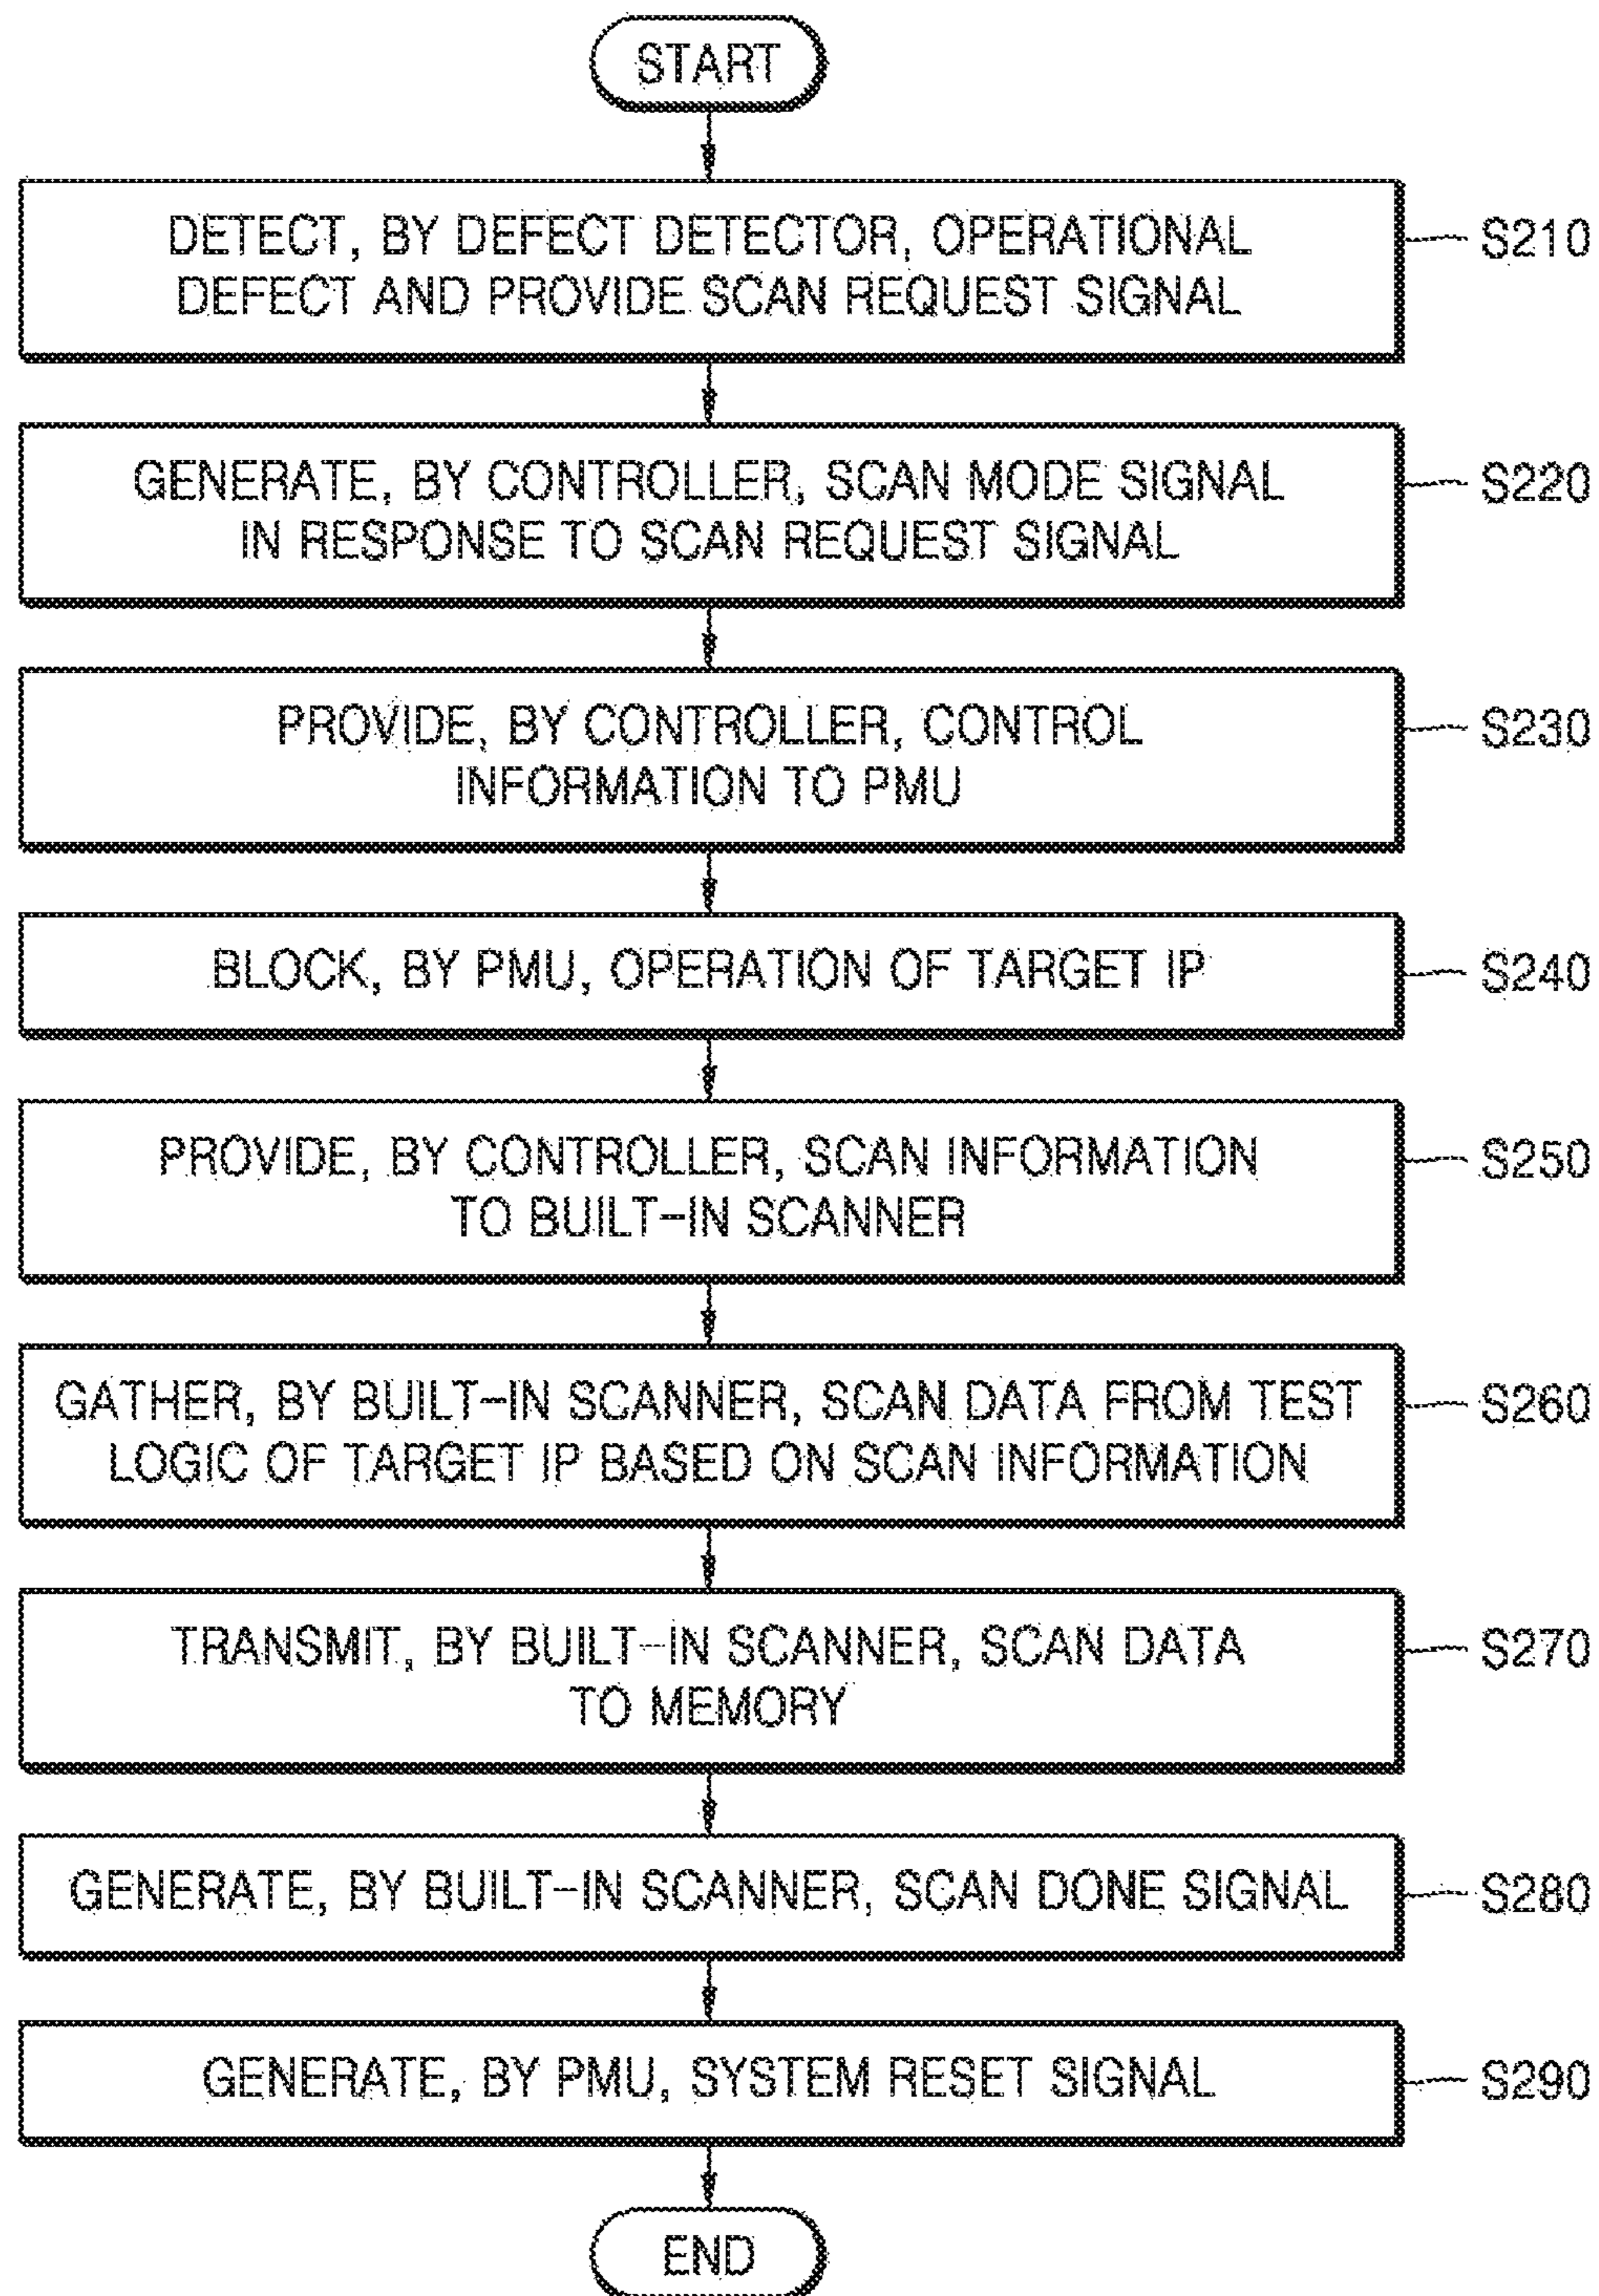 START
DETECT, BY DEFECT DETECTOR, OPERATIONAL
DEFECT AND PROVIDE SCAN REQUEST SIGNAL
S210
GENERATE, BY CONTROLLER, SCAN MODE SIGNAL
IN RESPONSE TO SCAN REQUEST SIGNAL
S220
PROVIDE, BY CONTROLLER, CONTROL
INFORMATION TO PMU
S230
BLOCK, BY PMU, OPERATION OF TARGET IP
S240
PROVIDE, BY CONTROLLER, SCAN INFORMATION
TO BUILT-IN SCANNER
S250
GATHER, BY BUILT-IN SCANNER, SCAN DATA FROM TEST
LOGIC OF TARGET IP BASED ON SCAN INFORMATION
S260
TRANSMIT, BY BUILT-IN SCANNER, SCAN DATA
TO MEMORY
S270
GENERATE, BY BUILT-IN SCANNER, SCAN DONE SIGNAL
S280
GENERATE, BY PMU, SYSTEM RESET SIGNAL
S290
END